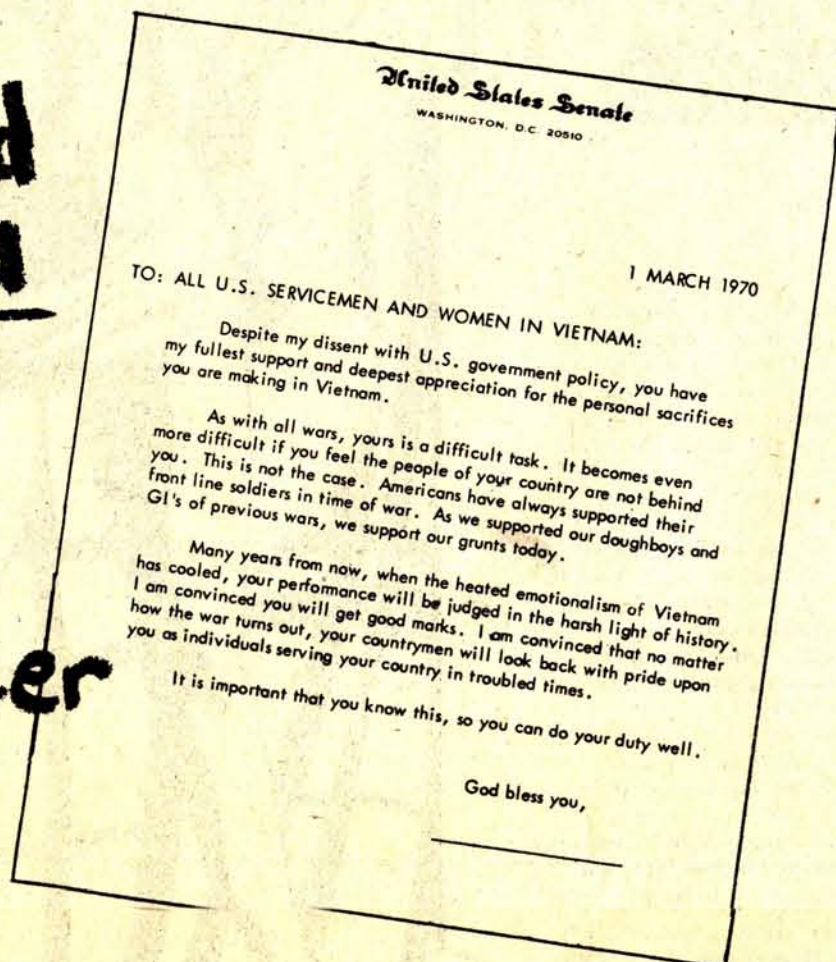 United States Senate
WASHINGTON, D.C. 20510
1 MARCH 1970
TO: ALL U.S. SERVICEMEN AND WOMEN IN VIETNAM:
Despite my dissent with U.S. government policy, you have
my fullest support and deepest appreciation for the personal sacrifices
you are making in Vietnam.
As with all wars, yours is a difficult task. It becomes even
more difficult if you feel the people of your country are not behind
you. This is not the case. Americans have always supported their
front line soldiers in time of war. As we supported our doughboys and
GI's of previous wars, we support our grunts today.
Many years from now, when the heated emotionalism of Vietnam
has cooled, your performance will be judged in the harsh light of history.
I am convinced you will get good marks. I am convinced that no matter
how the war turns out, your countrymen will look back with pride upon
you as individuals serving your country in troubled times.
It is important that you know this, so you can do your duty well.
God bless you,
er